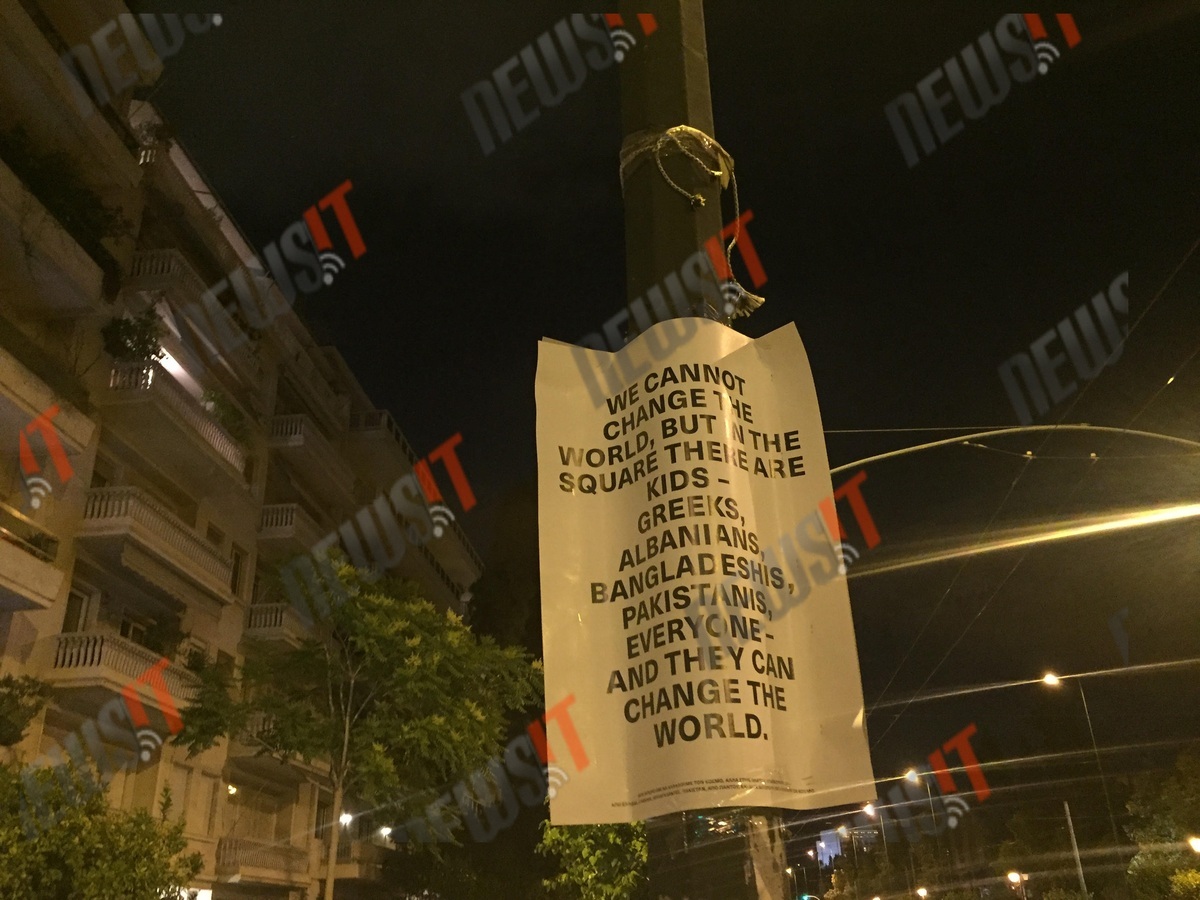 WE CANNOT
CHANGE THE
WORLD, BUT IN THE
SQUARE THERE ARE
KIDS –
GREEKS,
ALBANIANS,
BANGLADESHIS,
PAKISTANIS,
EVERYONE–
AND THEY CAN
CHANGE THE
WORLD.
NEWSIT